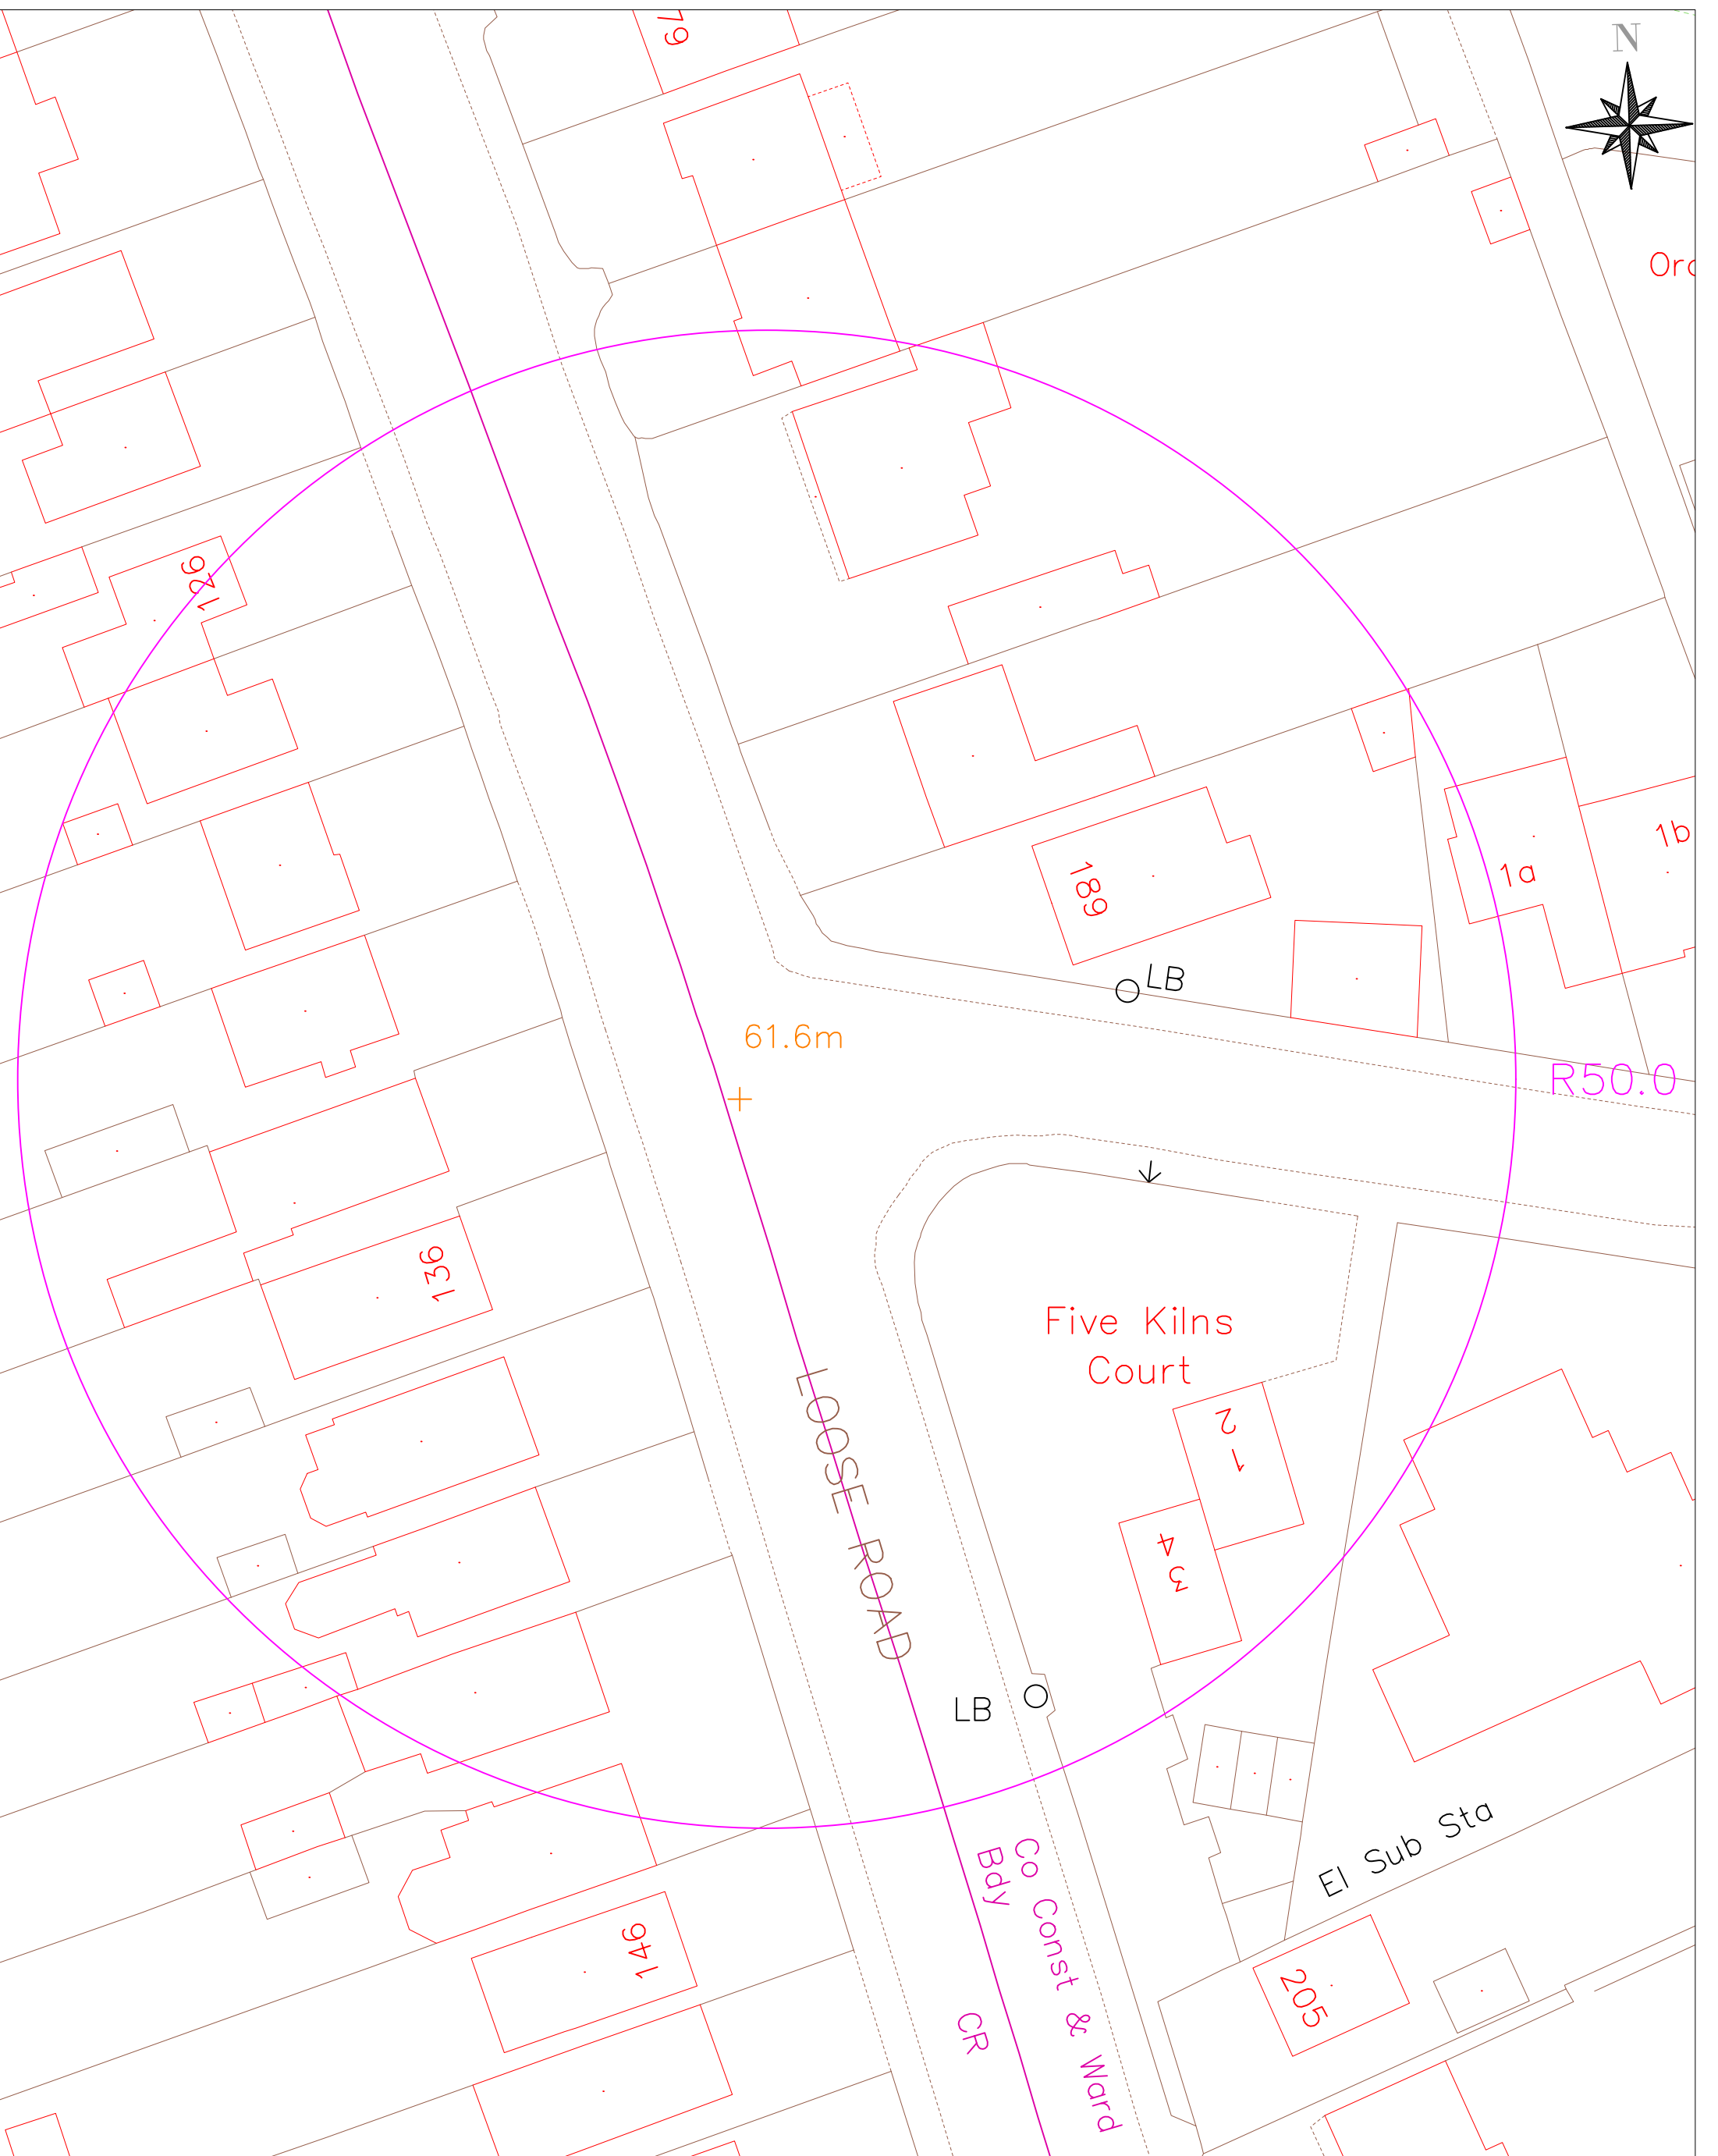 79
N
126
189
1a
1b
LB
61.6m
R50.0
136
Five Kilns
Court
2
1
4
3
LOOSE ROAD
LB
El Sub Sta
Co Const & Ward
Bdy
146
CR
205